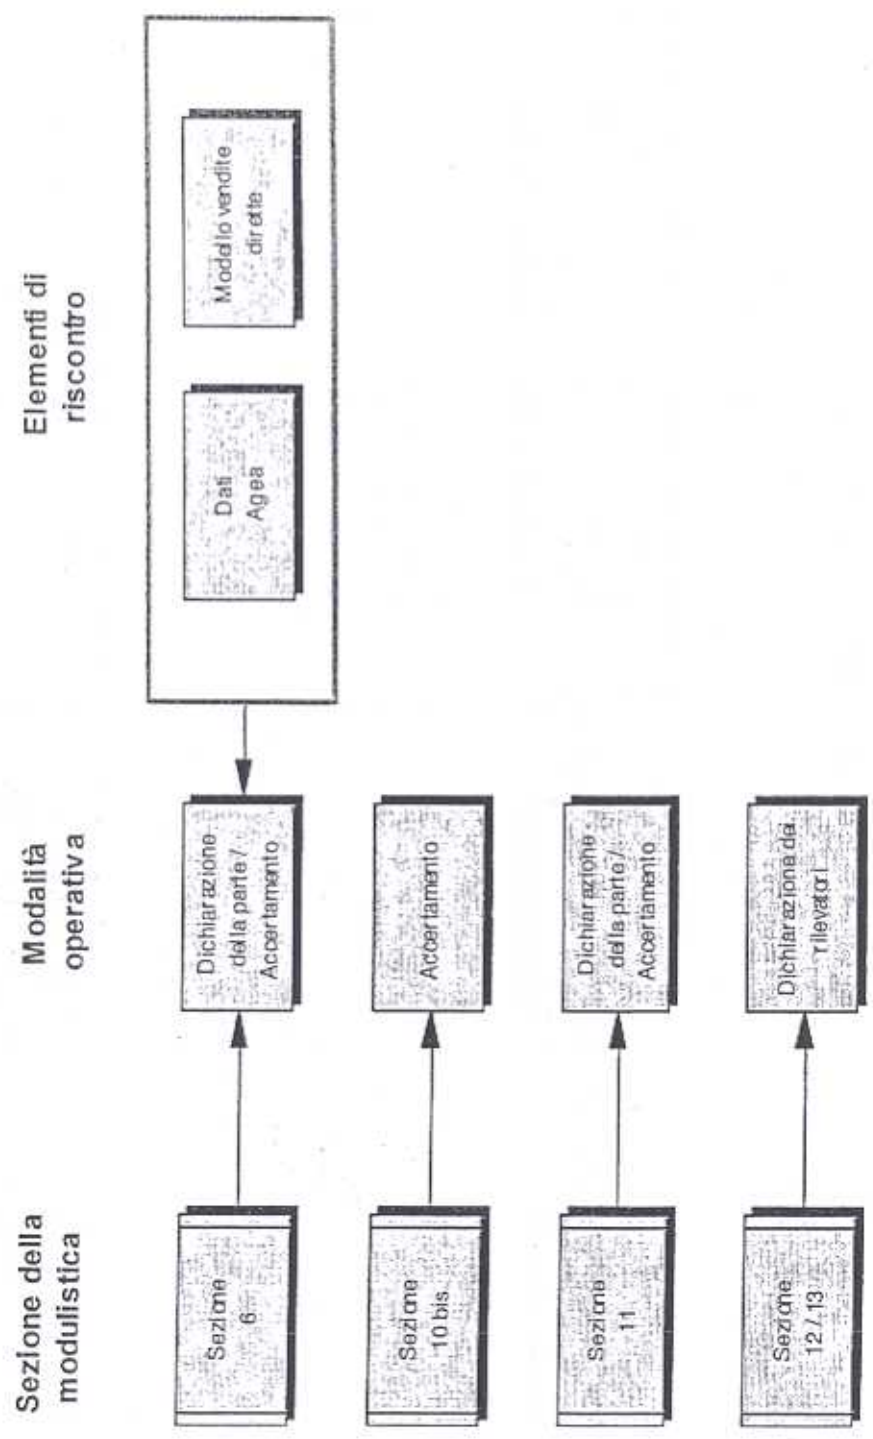 Sezione della
modulistica
Modalità
operativa
Elementi di
riscontro
Sezione
6
Dichiarazione
della parte /
Accertamento
Dati
Agea
Modello vendite
dirette
Sezione
10 bis
Accertamento
Sezione
11
Dichiarazione
della parte /
Accertamento
Sezione
12 / 13
Dichiarazione dei
rilevatori